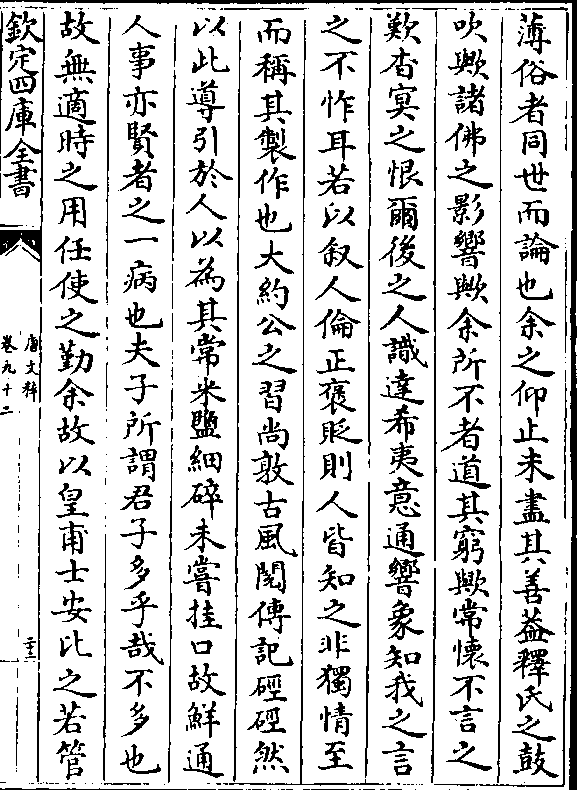 薄俗者同世而論也余之仰止未盡其善益釋氏之鼓
吹歟諸佛之影響歟余所不者道其窮歟常懷不言之
歎杳冥之恨爾後之人識達希夷意通響象知我之言
之不怍耳若以叙人倫正襃貶則人皆知之非獨情至
而稱其製作也大約公之習尚敦古風閲傳記硜硜然
以此導引於人以為其常米鹽細碎未嘗挂口故鮮通
人事亦賢者之一病也夫子所謂君子多乎哉不多也
故無適時之用任使之勤余故以皇甫士安比之若管
欽定四庫全書
唐文粹
卷九十二
二十三